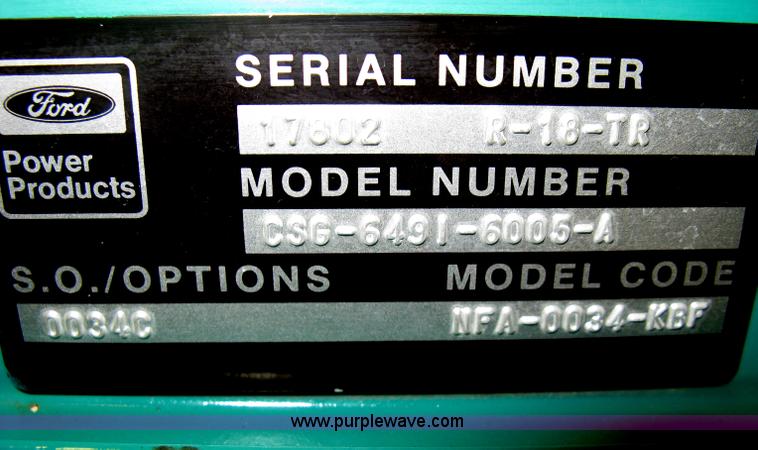 SERIAL NUMBER
Ford
17802 R-18-TR
Power
Products
MODEL NUMBER
CSG-649I-6005-A
S.O./OPTIONS MODEL CODE
0034C NFA-0034-KBF
www.purplewave.com